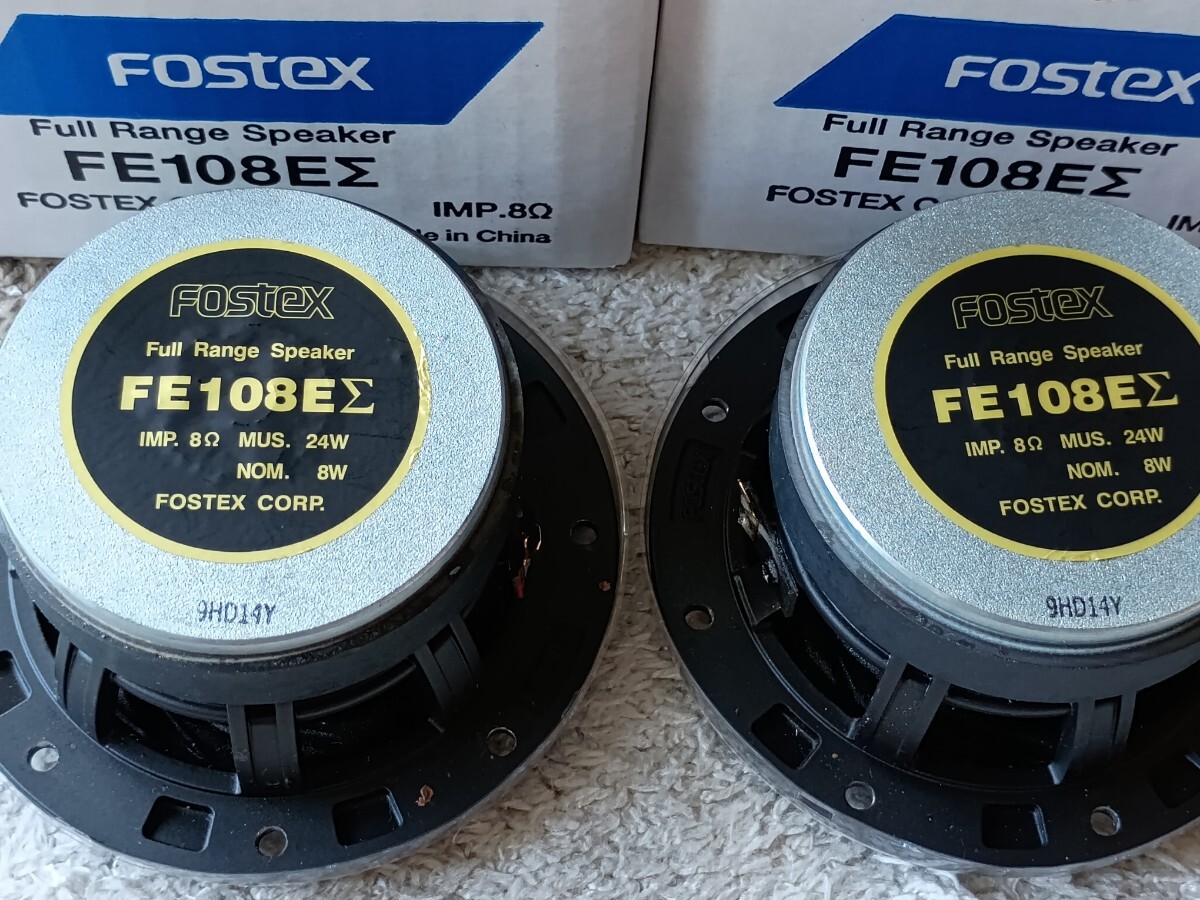 FOSTEX
Full Range Speaker
FE108EΣ
FOSTEX
IMP.8Ω
in China
FOSTEX
Full Range Speaker
FE108EΣ
FOSTEX
FOSTEX
Full Range Speaker
FE108EΣ
IMP. 8Ω MUS. 24W
NOM. 8W
FOSTEX CORP.
9HD14Y
FOSTEX
Full Range Speaker
FE108EΣ
IMP. 8Ω MUS. 24W
NOM. 8W
FOSTEX CORP.
9HD14Y
FOSTEX